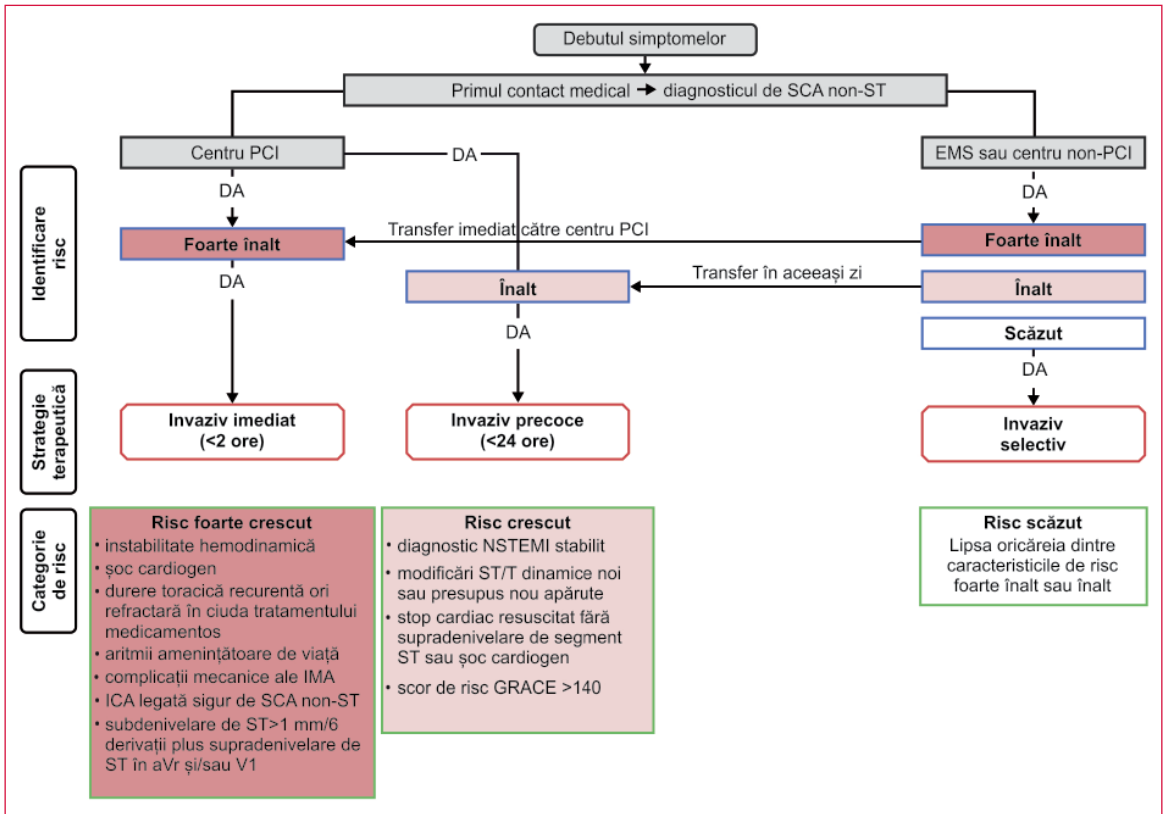 Debutul simptomelor
Primul contact medical → diagnosticul de SCA non-ST
Centru PCI
DA
EMS sau centru non-PCI
DA
DA
Identificare
risc
Transfer imediat către centru PCI
Foarte înalt
Foarte înalt
DA
Transfer în aceeași zi
Înalt
Înalt
DA
Scăzut
DA
Strategie
terapeutică
Invaziv imediat
(<2 ore)
Invaziv precoce
(<24 ore)
Invaziv
selectiv
Categorie
de risc
Risc foarte crescut
• instabilitate hemodinamică
• șoc cardiogen
• durere toracică recurentă ori
refractară în ciuda tratamentului
medicamentos
• aritmii amenințătoare de viață
• complicații mecanice ale IMA
• ICA legată sigur de SCA non-ST
• subdenivelare de ST>1 mm/6
derivații plus supradenivelare de
ST în aVr și/sau V1
Risc crescut
• diagnostic NSTEMI stabilit
• modificări ST/T dinamice noi
sau presupus nou apărute
• stop cardiac resuscitat fără
supradenivelare de segment
ST sau șoc cardiogen
• scor de risc GRACE >140
Risc scăzut
Lipsa oricăreia dintre
caracteristicile de risc
foarte înalt sau înalt